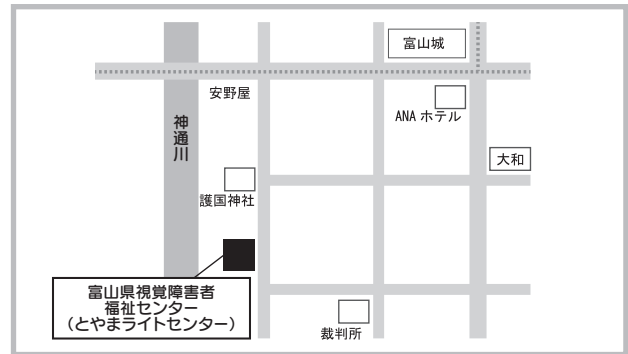 富山城
安野屋
ANA ホテル
神通川
大和
護国神社
富山県視覚障害者
福祉センター
（とやまライトセンター）
裁判所